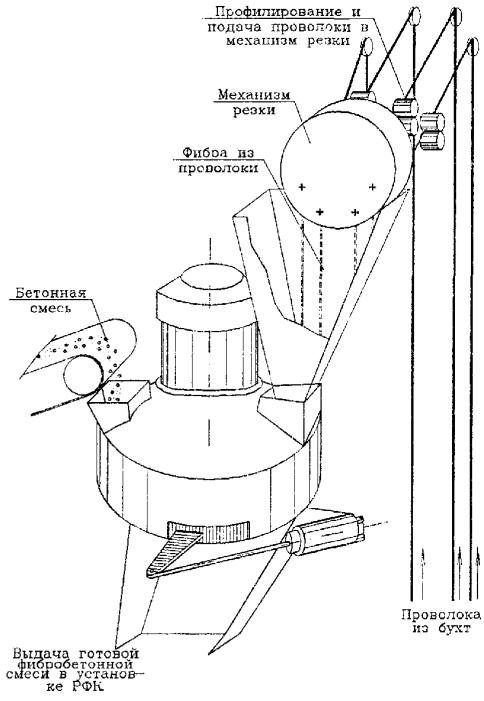 Профилирование и
подача проволоки в
механизм резки
Механизм
резки
Фибра из
проволоки
Бетонная
смесь
Проволока
из бухт
Выдача готовой
фибробетонной
смеси в установ-
ке РФК